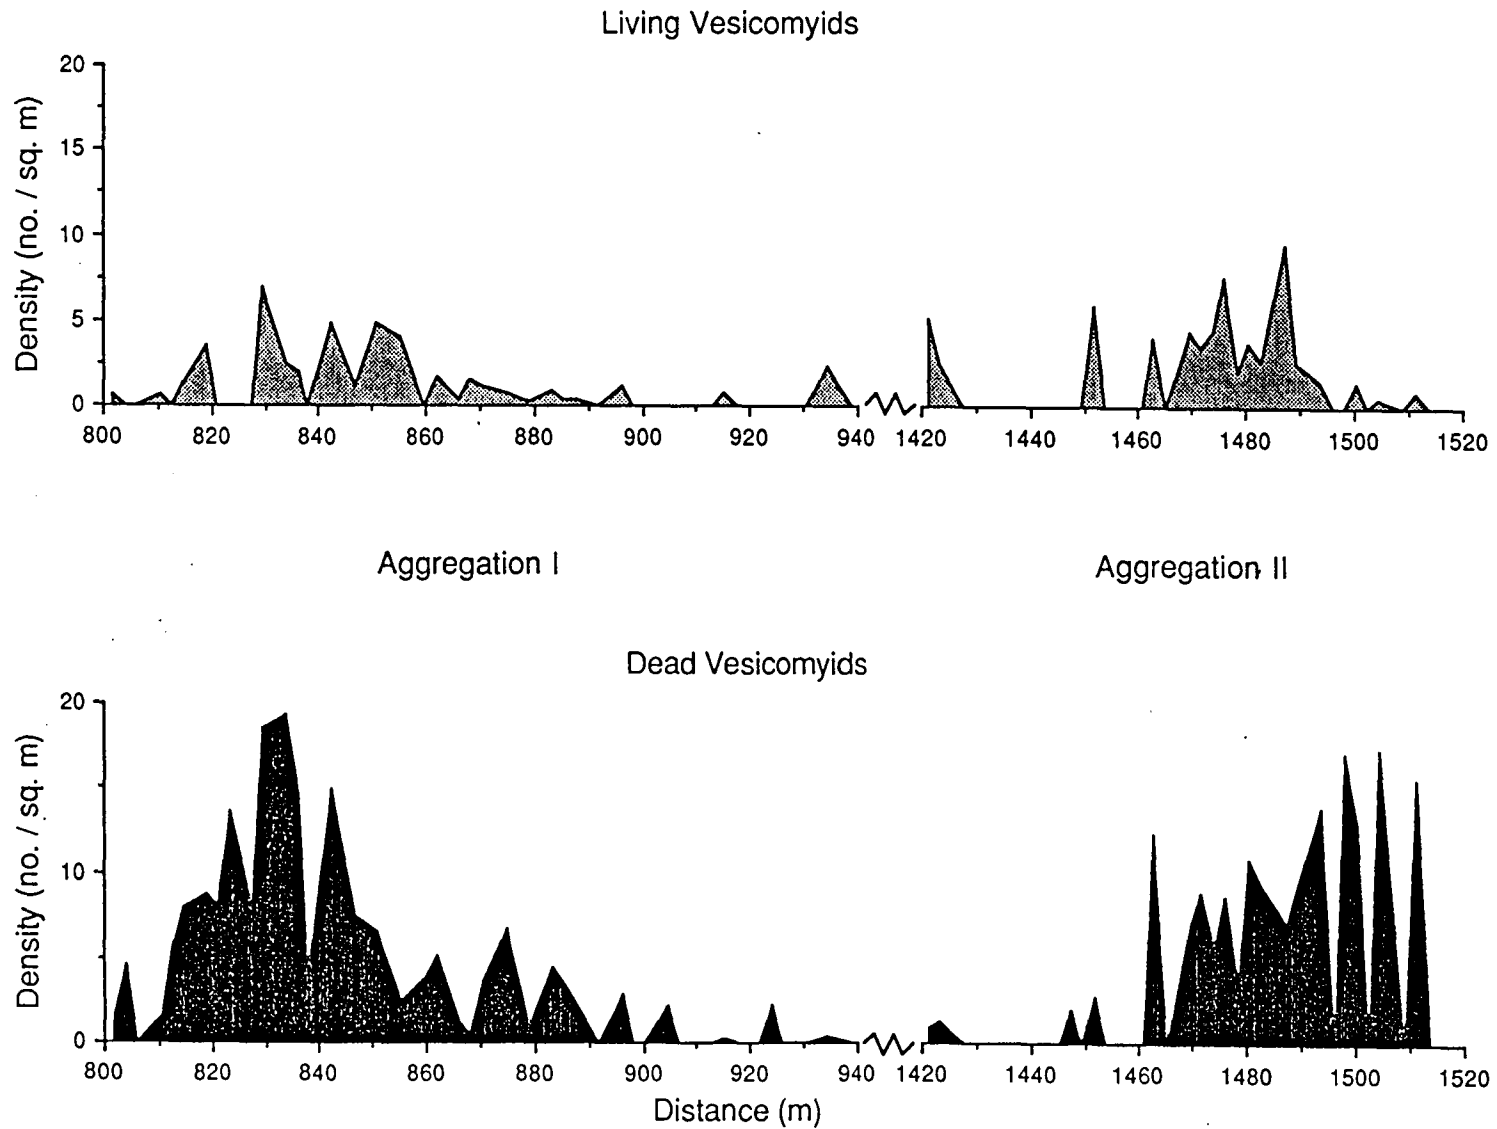 Living Vesicomyids
Density (no. / sq. m)
20
15
10
5
0
800 820 840 860 880 900 920 940 1420 1440 1460 1480 1500 1520
Aggregation I Aggregation II
Dead Vesicomyids
Density (no. / sq. m)
20
10
0
800 820 840 860 880 900 920 940 1420 1440 1460 1480 1500 1520
Distance (m)